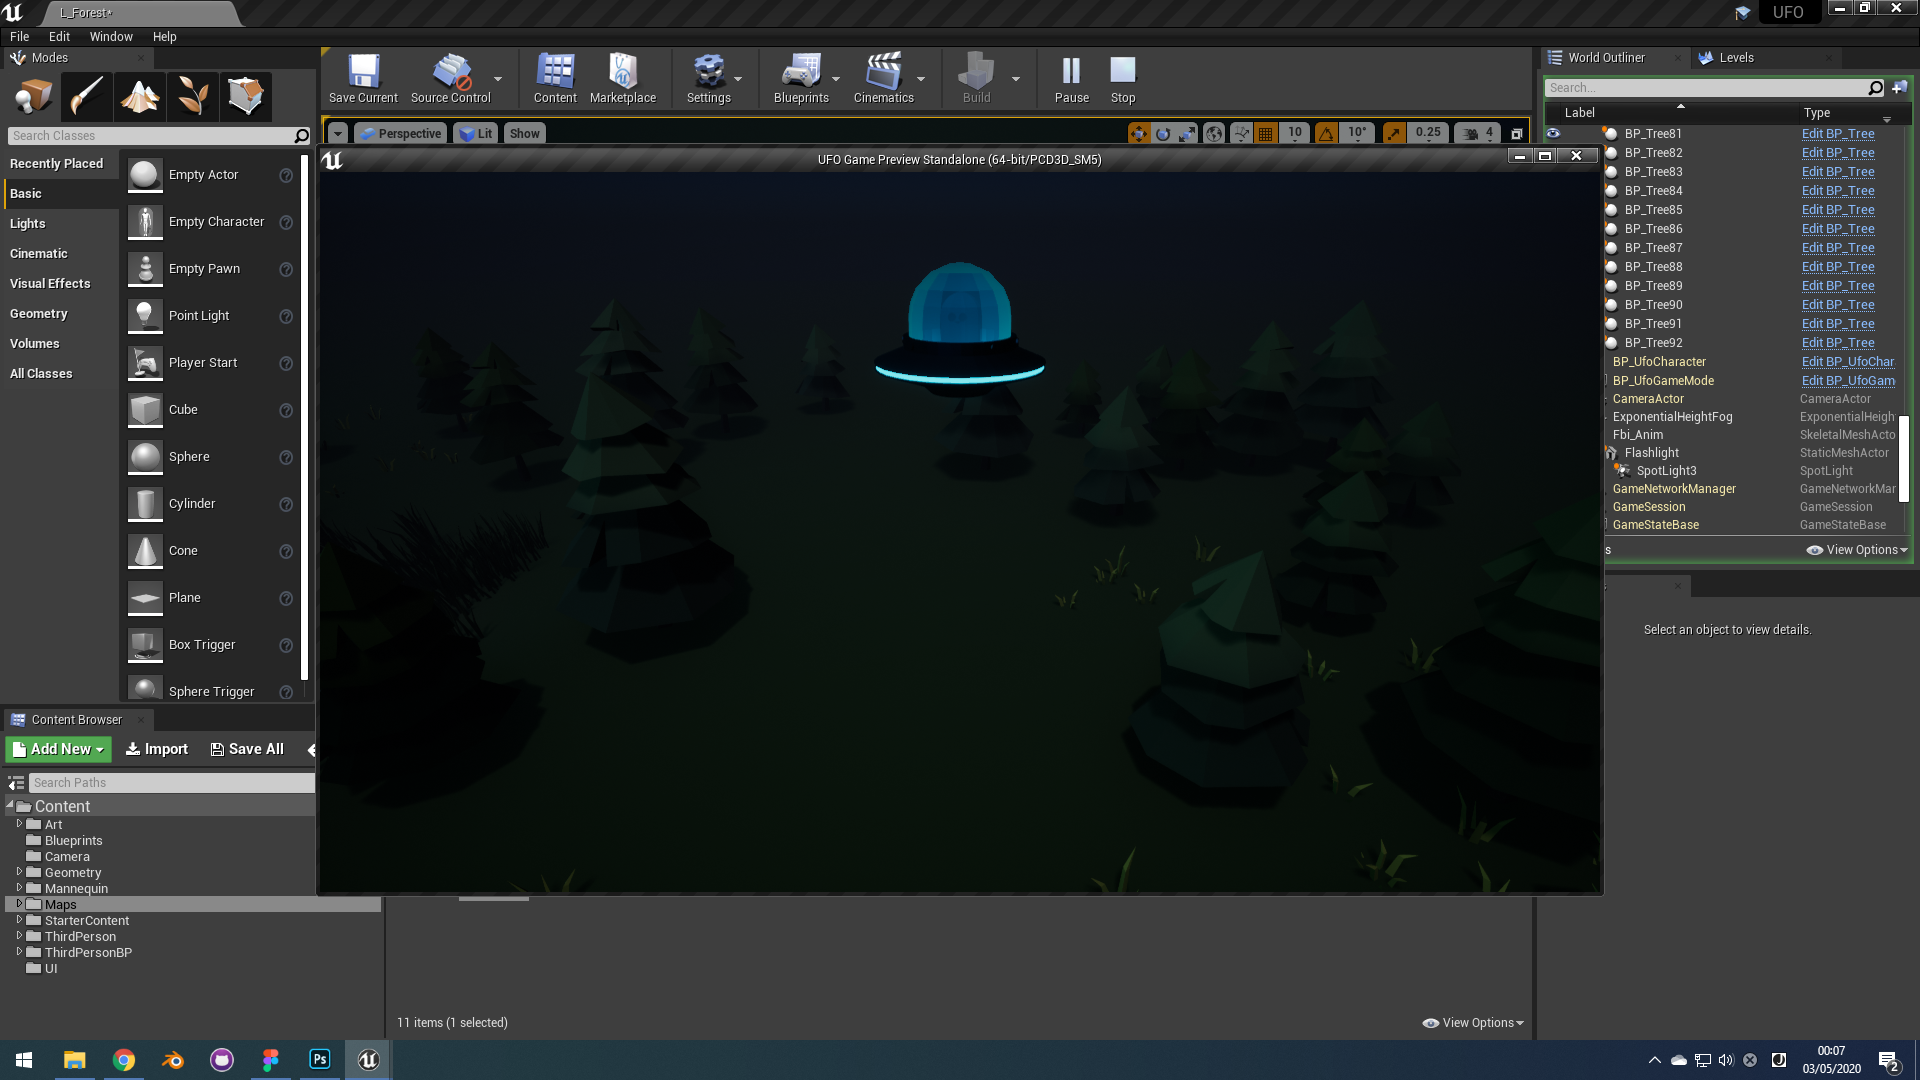 L_Forest*
UFO
File Edit Window Help
Modes
Search Classes
Recently Placed
Basic
Lights
Cinematic
Visual Effects
Geometry
Volumes
All Classes
Empty Actor
Empty Character
Empty Pawn
Point Light
Player Start
Cube
Sphere
Cylinder
Cone
Plane
Box Trigger
Sphere Trigger
Save Current Source Control Content Marketplace Settings Blueprints Cinematics Build Pause Stop
Perspective Lit Show 10 10° 0.25 4
UFO Game Preview Standalone (64-bit/PCD3D_SM5)
World Outliner Levels
Search...
Label Type
BP_Tree81 Edit BP_Tree
BP_Tree82 Edit BP_Tree
BP_Tree83 Edit BP_Tree
BP_Tree84 Edit BP_Tree
BP_Tree85 Edit BP_Tree
BP_Tree86 Edit BP_Tree
BP_Tree87 Edit BP_Tree
BP_Tree88 Edit BP_Tree
BP_Tree89 Edit BP_Tree
BP_Tree90 Edit BP_Tree
BP_Tree91 Edit BP_Tree
BP_Tree92 Edit BP_Tree
BP_UfoCharacter Edit BP_UfoChar
BP_UfoGameMode Edit BP_UfoGam
CameraActor CameraActor
ExponentialHeightFog ExponentialHeigh
Fbi_Anim SkeletalMeshActo
Flashlight StaticMeshActor
SpotLight3 SpotLight
GameNetworkManager GameNetworkMar
GameSession GameSession
GameStateBase GameStateBase
s View Options
Select an object to view details.
Content Browser
Add New Import Save All
Search Paths
Content
Art
Blueprints
Camera
Geometry
Mannequin
Maps
StarterContent
ThirdPerson
ThirdPersonBP
UI
11 items (1 selected) View Options
Ps
00:07
03/05/2020
2